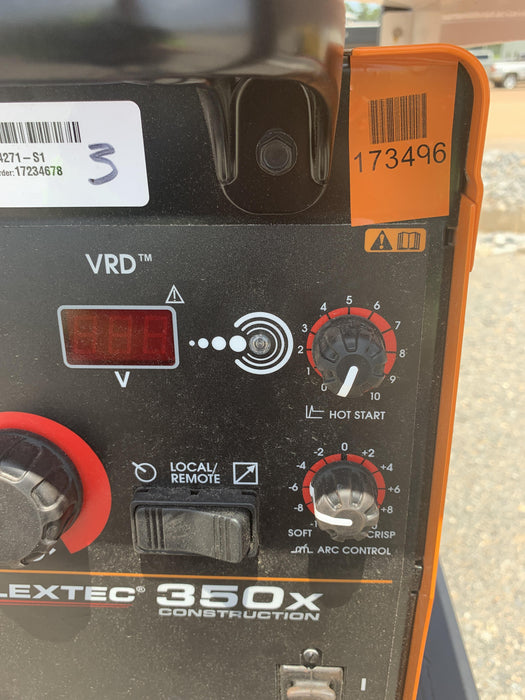 4271-S1
rder:17234678
3
173496
VRD™
V
0 1 2 3 4 5 6 7 8 9 10
HOT START
LOCAL/
REMOTE
-8 -6 -4 -2 0 +2 +4 +6 +8
SOFT CRISP
ARC CONTROL
LEXTEC® 350x
CONSTRUCTION
I